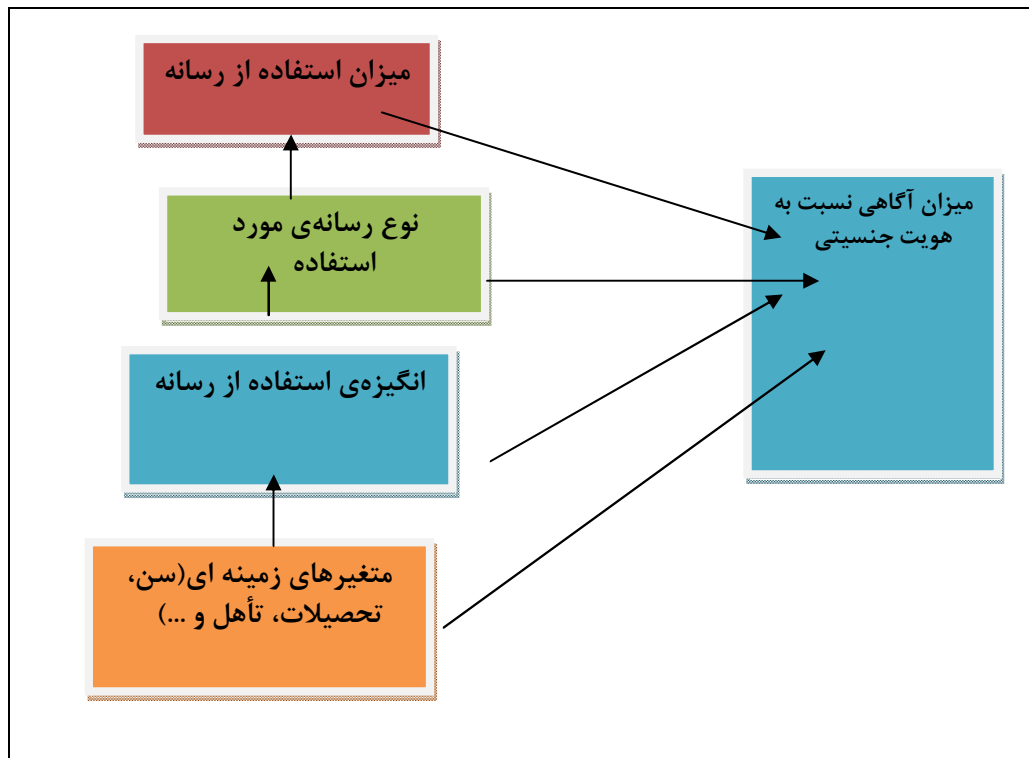 میزان استفاده از رسانه
نوع رسانه‌ی مورد
استفاده
میزان آگاهی نسبت به
هویت جنسیتی
انگیزه‌ی استفاده از رسانه
متغیرهای زمینه ای(سن،
تحصیلات، تأهل و ...)